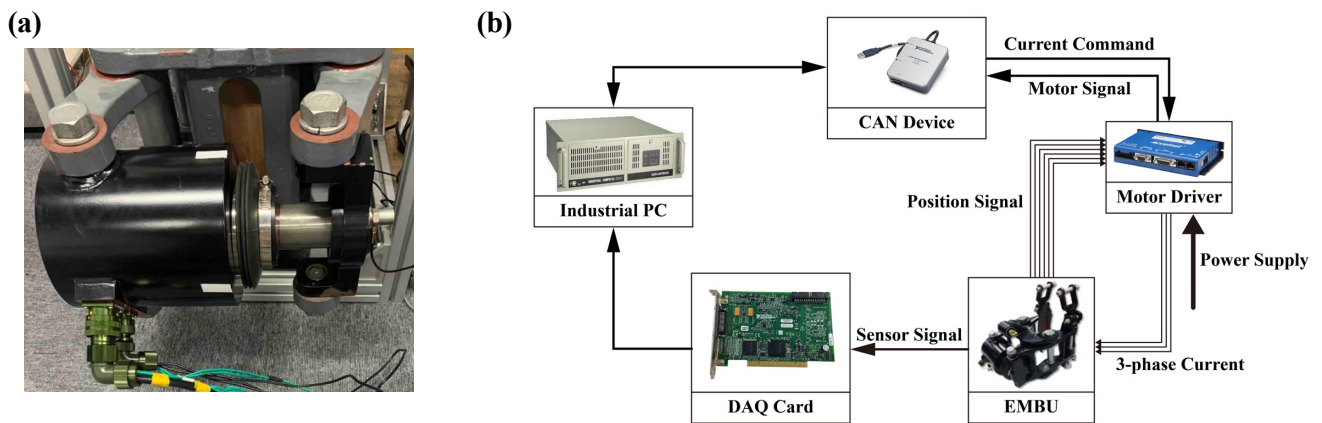 (a)
(b)
Current Command
Motor Signal
CAN Device
Industrial PC
Position Signal
Motor Driver
Power Supply
Sensor Signal
3-phase Current
DAQ Card
EMBU